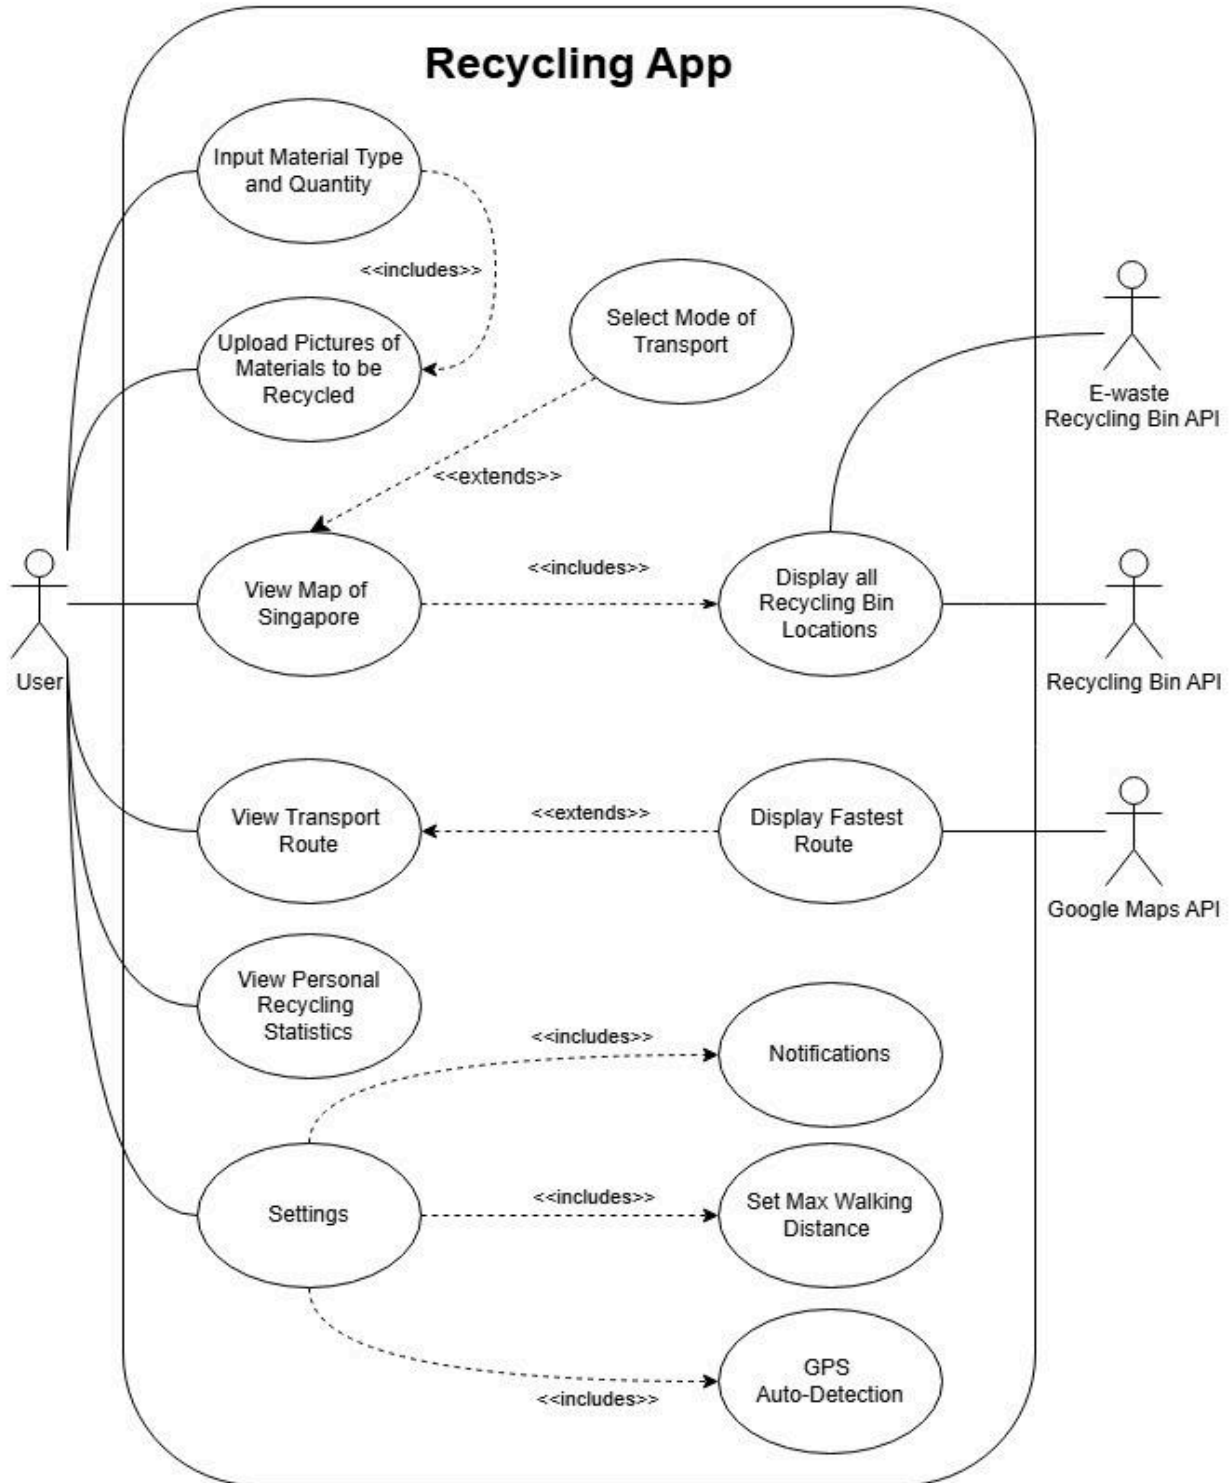 Recycling App
Input Material Type
and Quantity
<<includes>>
Upload Pictures of
Materials to be
Recycled
Select Mode of
Transport
E-waste
Recycling Bin API
<<extends>>
View Map of
Singapore
<<includes>>
Display all
Recycling Bin
Locations
User
Recycling Bin API
View Transport
Route
<<extends>>
Display Fastest
Route
Google Maps API
View Personal
Recycling
Statistics
<<includes>>
Notifications
Settings
<<includes>>
Set Max Walking
Distance
<<includes>>
GPS
Auto-Detection